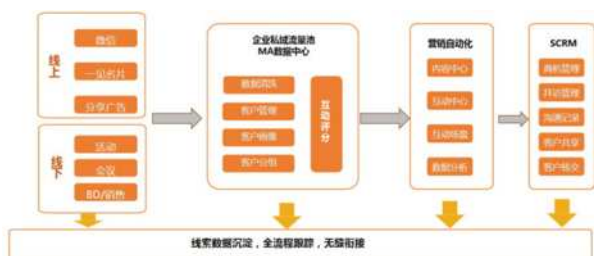 线上
微信
一见名片
分享广告
线下
活动
会议
BD/销售
企业私域流量池
MA数据中心
数据清洗
客户管理
客户画像
客户分组
互动评分
营销自动化
内容中心
互动中心
互动场景
数据分析
SCRM
商机管理
拜访管理
沟通记录
客户共享
客户转交
线索数据沉淀，全流程跟踪，无缝衔接